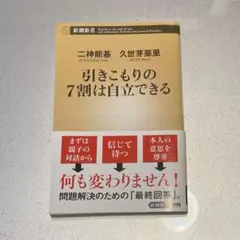 新潮新書
二神能基　久世芽亜里
引きこもりの
7割は自立できる
まずは
親子の
対話から
信じて
待つ
本人の
意思を
尊重
何も変わりません!
問題解決のための「最終回答」。